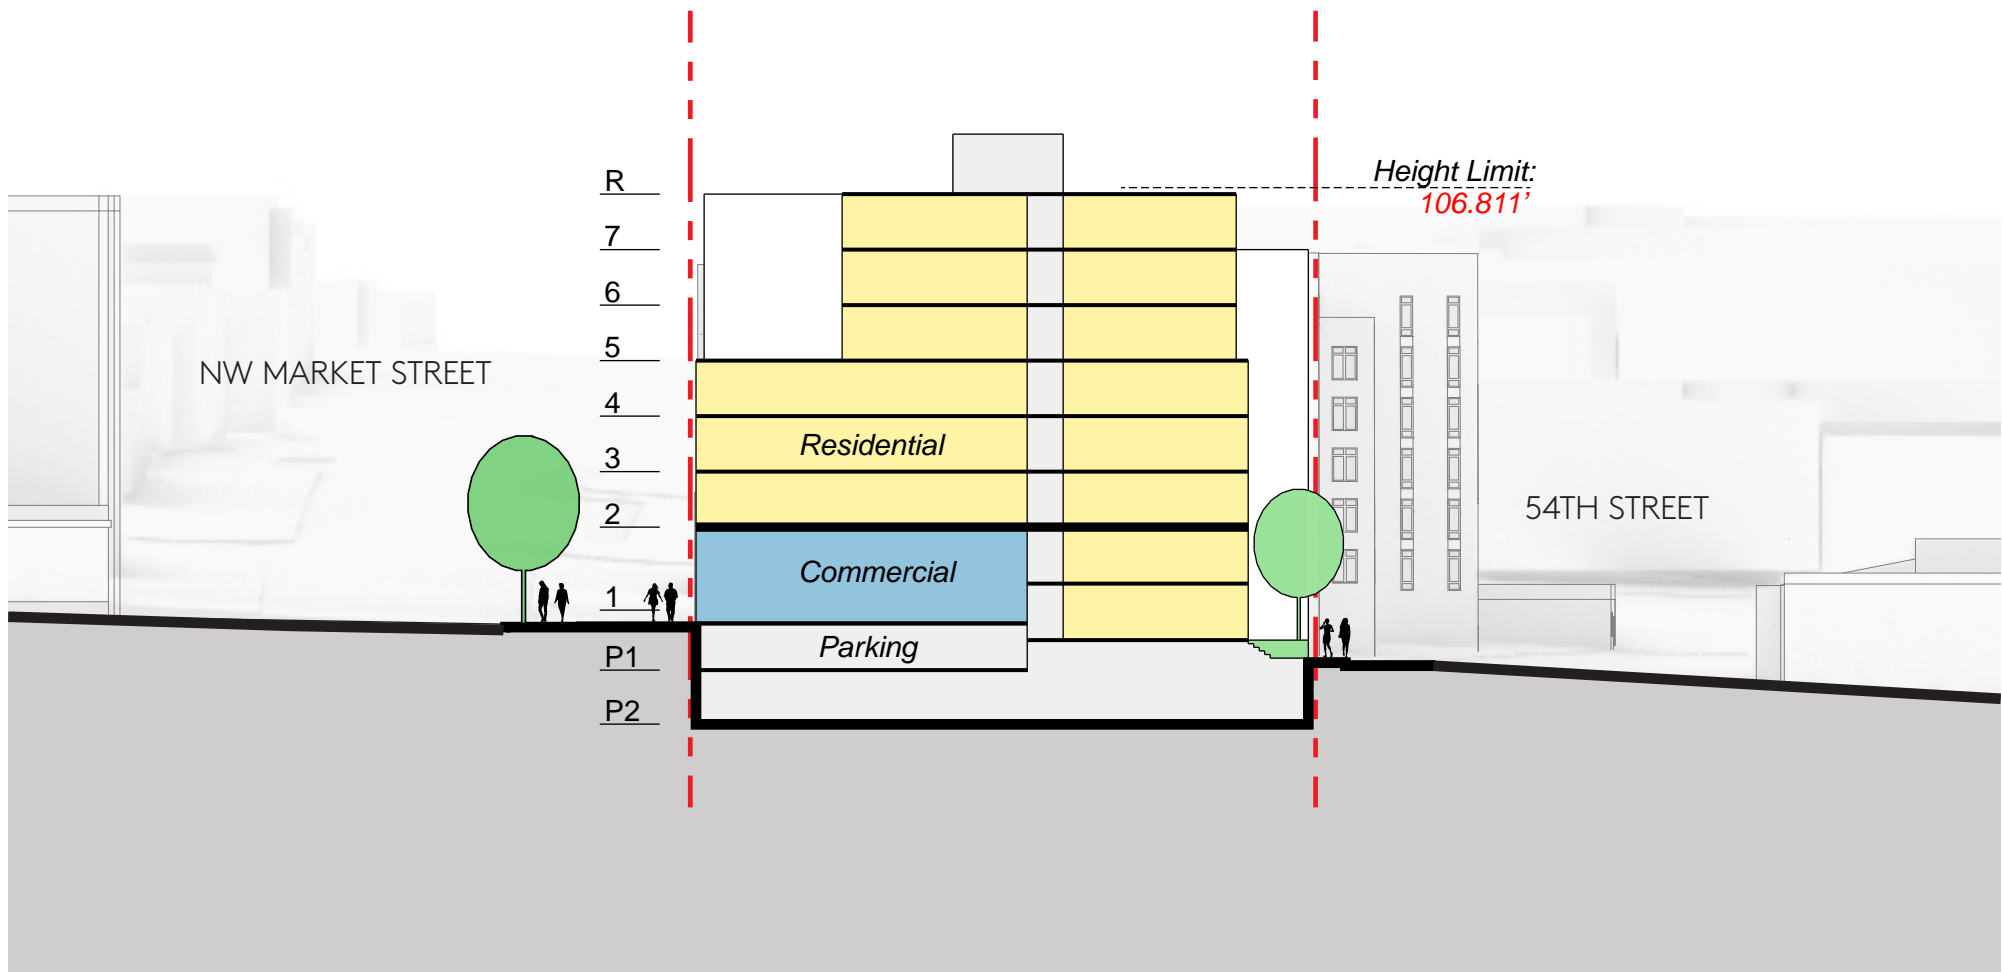 Height Limit:
106.811’
R
7
6
5
4
3
2
1
P1
P2
NW MARKET STREET
Residential
Commercial
Parking
54TH STREET